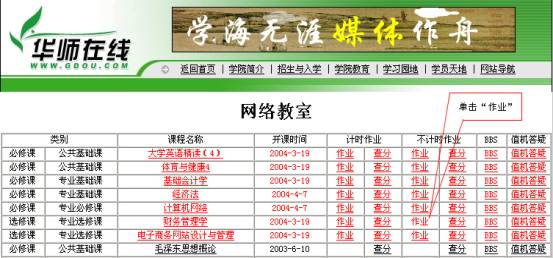 华师在线
WWW.GDOU.COM
学海无涯媒体作舟
返回首页 | 学院简介 | 招生与入学 | 学院教育 | 学习园地 | 学员天地 | 网站导航
网络教室
单击“作业”
类别 课程名称 开课时间 计时作业 不计时作业 BBS 值机答疑
必修课 公共基础课 大学英语精读(4) 2004-3-19 作业 查分 作业 查分 BBS 值机答疑
必修课 公共基础课 体育与健康4 2004-3-19 作业 查分 作业 查分 BBS 值机答疑
必修课 专业基础课 基础会计学 2004-3-19 作业 查分 作业 查分 BBS 值机答疑
必修课 专业基础课 经济法 2004-4-7 作业 查分 作业 查分 BBS 值机答疑
必修课 专业必修课 计算机网络 2004-4-7 作业 查分 作业 查分 BBS 值机答疑
选修课 专业选修课 财务管理学 2004-3-19 作业 查分 作业 查分 BBS 值机答疑
选修课 专业选修课 电子商务网站设计与管理 2004-3-19 作业 查分 作业 查分 BBS 值机答疑
必修课 公共基础课 毛泽东思想概论 2003-6-10 查分 查分 BBS 值机答疑